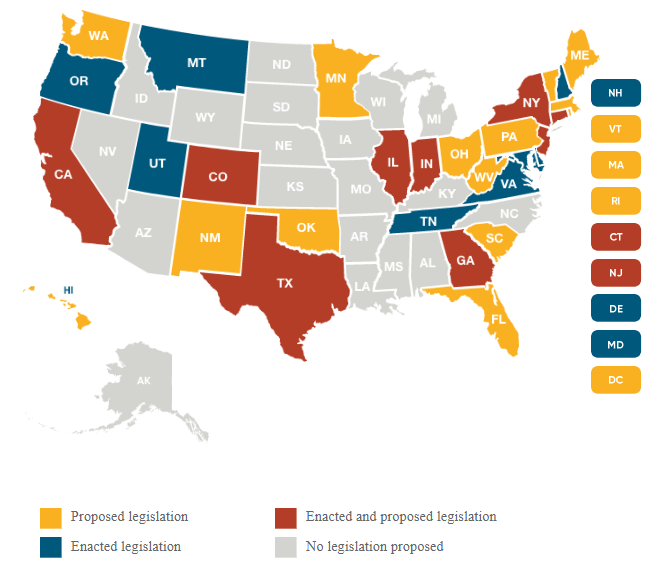 WA
ME
MT
ND
OR
MN
NH
ID
SD
WI
NY
MI
WY
VT
PA
IA
NE
NV
OH
MA
UT
IL
IN
CA
CO
WV
VA
KS
MO
KY
RI
NC
TN
OK
AZ
NM
AR
SC
CT
GA
MS
AL
NJ
TX
LA
HI
DE
FL
MD
AK
DC
Proposed legislation
Enacted and proposed legislation
Enacted legislation
No legislation proposed